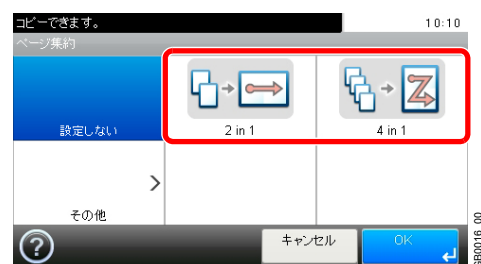 コピーできます。
10:10
ページ集約
設定しない
2 in 1
4 in 1
その他
キャンセル
OK
GB0016_00